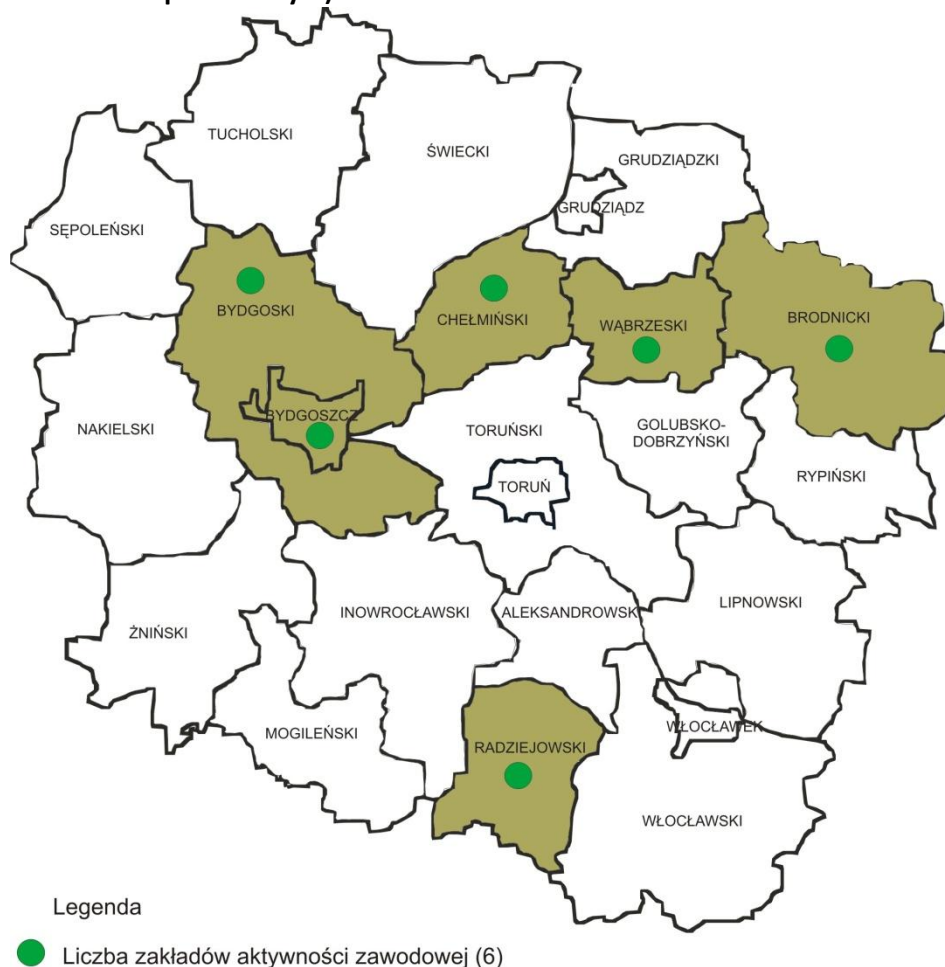 TUCHOLSKI
ŚWIECKI
GRUDZIĄDZKI
GRUDZIĄDZ
SĘPOLEŃSKI
BYDGOSKI
CHEŁMIŃSKI
WĄBRZESKI
BRODNICKI
BYDGOSZCZ
NAKIELSKI
TORUŃSKI
GOLUBSKO-
DOBRZYŃSKI
RYPIŃSKI
TORUŃ
INOWROCŁAWSKI
ALEKSANDROWSK
LIPNOWSKI
ŻNIŃSKI
MOGILEŃSKI
RADZIEJOWSKI
WŁOCŁAWEK
WŁOCŁAWSKI
Legenda
Liczba zakładów aktywności zawodowej (6)